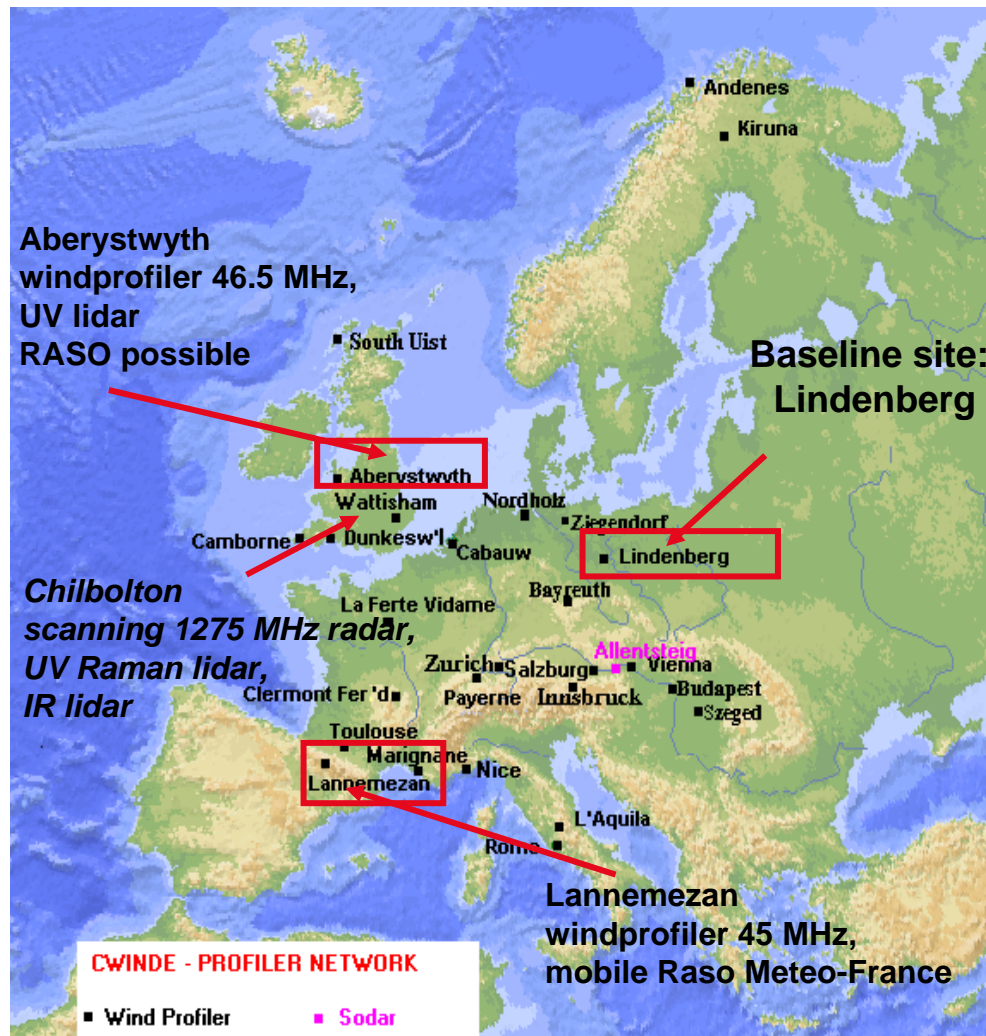 Andenes
Kiruna
Aberystwyth
windprofiler 46.5 MHz,
UV lidar
RASO possible
South Uist
Baseline site:
Lindenberg
Aberystwyth
Wattisham
Nordholz
Ziegendorf
Camborne
Dunkesw'l
Cabauw
Lindenberg
Chilbolton
scanning 1275 MHz radar,
UV Raman lidar,
IR lidar
La Ferte Vidame
Bayreuth
Allentsteig
Zurich
Salzburg
Vienna
Clermont Fer'd
Payerne
Innsbruck
Budapest
Szeged
Toulouse
Marignane
Nice
Lannemezan
L'Aquila
Rome
Lannemezan
windprofiler 45 MHz,
mobile Raso Meteo-France
CWINDE - PROFILER NETWORK
Wind Profiler
Sodar